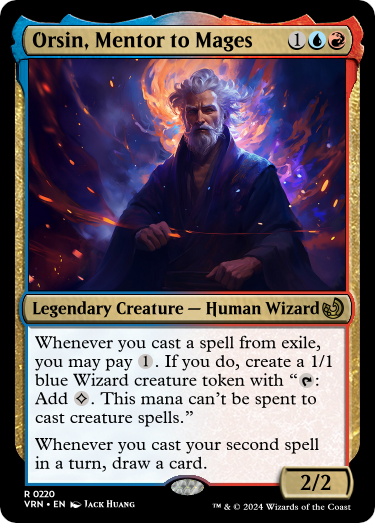 Orsin, Mentor to Mages 1
Legendary Creature — Human Wizard
Whenever you cast a spell from exile,
you may pay 1. If you do, create a 1/1
blue Wizard creature token with “:
Add . This mana can’t be spent to
cast creature spells.”
Whenever you cast your second spell
in a turn, draw a card.
2/2
R 0220
VRN • EN Jack Huang
™ & © 2024 Wizards of the Coast